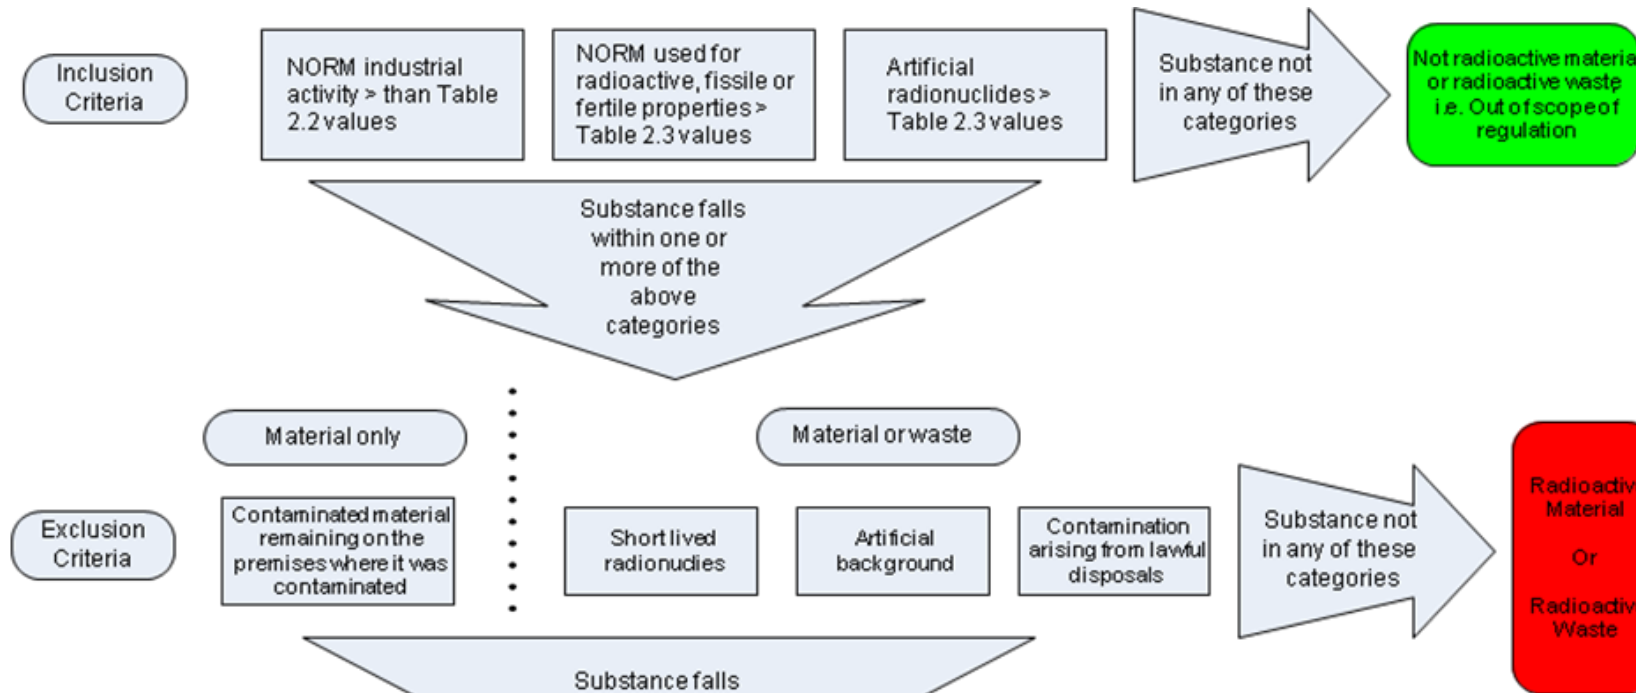 Inclusion
Criteria
NORM industrial
activity > than Table
2.2 values
NORM used for
radioactive, fissile or
fertile properties >
Table 2.3 values
Artificial
radionuclides >
Table 2.3 values
Substance not
in any of these
categories
Not radioactive materia
or radioactive waste
i.e. Out of scope of
regulation
Substance falls
within one or
more of the
above
categories
Material only
Material or waste
Exclusion
Criteria
Contaminated material
remaining on the
premises where it was
contaminated
Short lived
radionudies
Artificial
background
Contamination
arising from lawful
disposals
Substance not
in any of these
categories
Radioactiv
Material
Or
Radioactiv
Waste
Substance falls